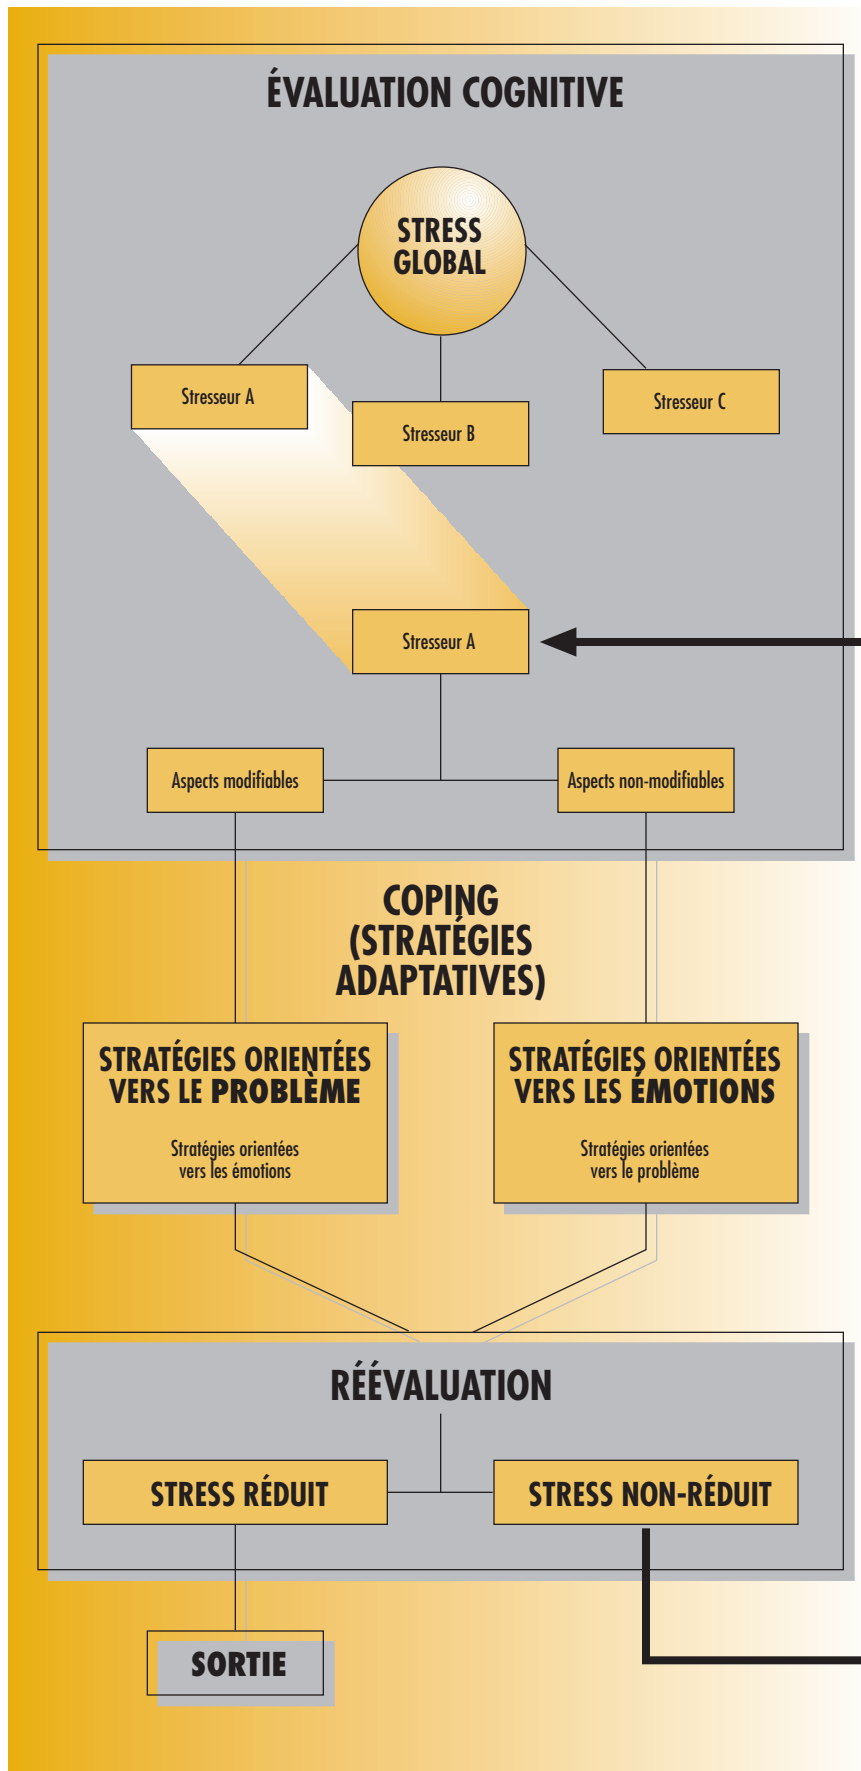 ÉVALUATION COGNITIVE
STRESS
GLOBAL
Stresseur A
Stresseur B
Stresseur C
Stresseur A
Aspects modifiables
Aspects non-modifiables
COPING
(STRATÉGIES
ADAPTATIVES)
STRATÉGIES ORIENTÉES
VERS LE PROBLÈME
Stratégies orientées
vers les émotions
STRATÉGIES ORIENTÉES
VERS LES ÉMOTIONS
Stratégies orientées
vers le problème
RÉÉVALUATION
STRESS RÉDUIT
STRESS NON-RÉDUIT
SORTIE